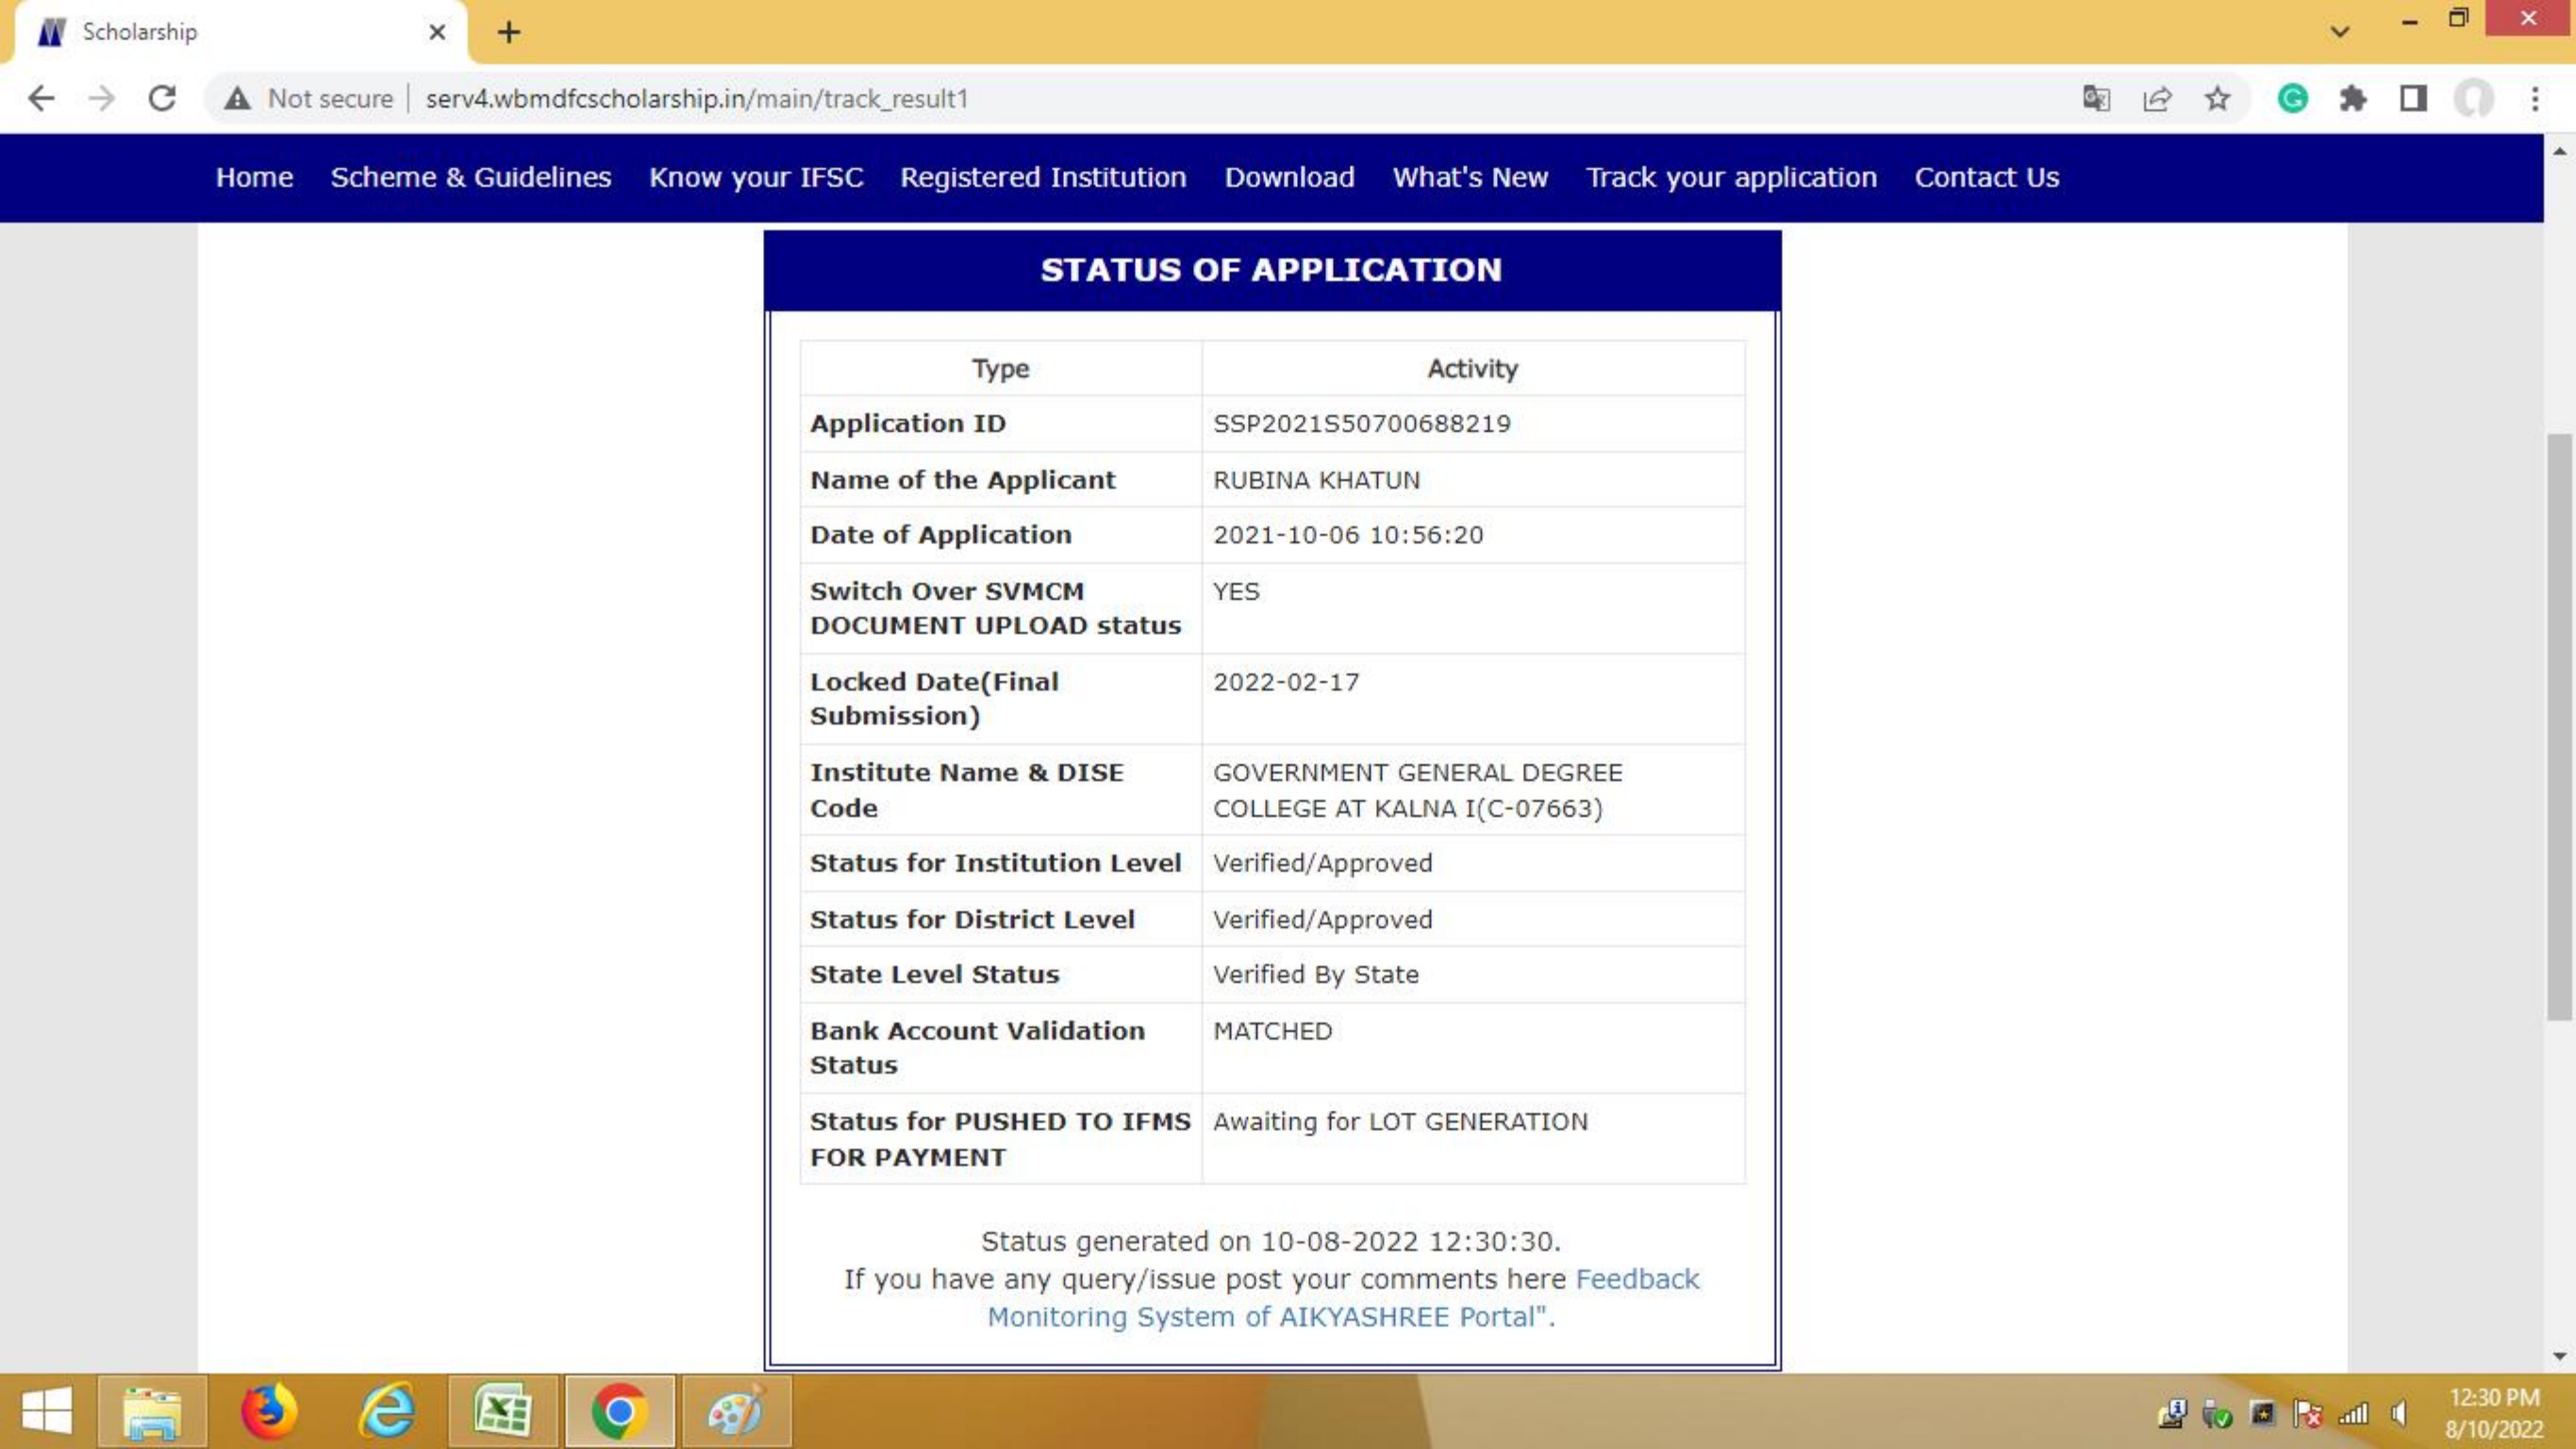 Scholarship
Not secure serv4.wbmdfcscholarship.in/main/track_result1
Home Scheme & Guidelines Know your IFSC Registered Institution Download What's New Track your application Contact Us
STATUS OF APPLICATION
Type Activity
Application ID SSP2021S50700688219
Name of the Applicant RUBINA KHATUN
Date of Application 2021-10-06 10:56:20
Switch Over SVMCM YES
DOCUMENT UPLOAD status
Locked Date(Final 2022-02-17
Submission)
Institute Name & DISE GOVERNMENT GENERAL DEGREE
Code COLLEGE AT KALNA I(C-07663)
Status for Institution Level Verified/Approved
Status for District Level Verified/Approved
State Level Status Verified By State
Bank Account Validation MATCHED
Status
Status for PUSHED TO IFMS Awaiting for LOT GENERATION
FOR PAYMENT
Status generated on 10-08-2022 12:30:30.
If you have any query/issue post your comments here Feedback
Monitoring System of AIKYASHREE Portal".
12:30 PM
8/10/2022